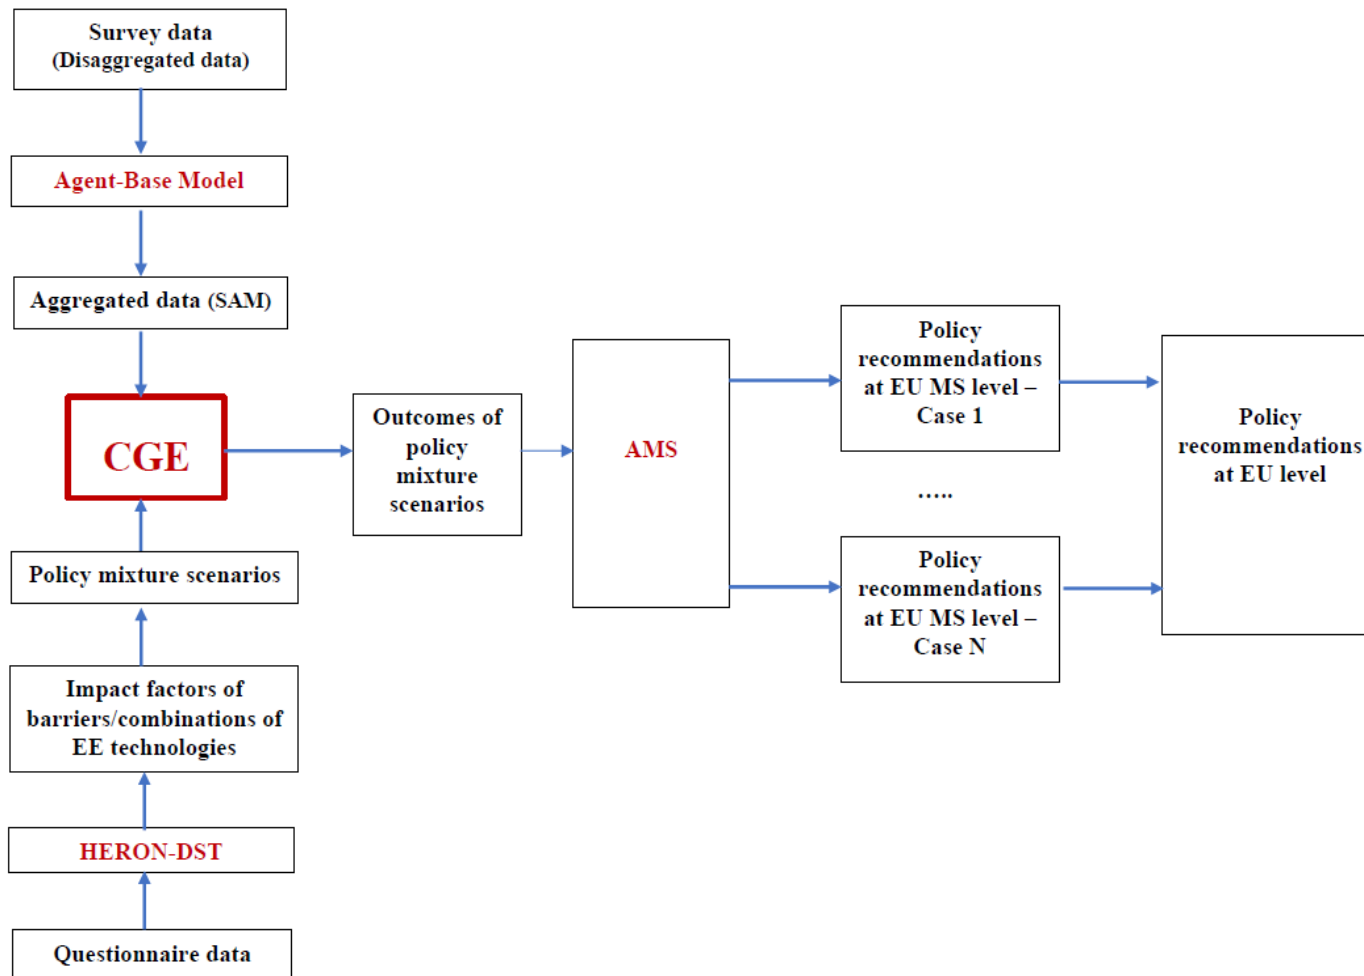 Survey data
(Disaggregated data)
Agent-Base Model
Aggregated data (SAM)
CGE
Policy mixture scenarios
Impact factors of
barriers/combinations of
EE technologies
HERON-DST
Questionnaire data
Outcomes of
policy
mixture
scenarios
AMS
Policy
recommendations
at EU MS level –
Case 1
…..
Policy
recommendations
at EU MS level –
Case N
Policy
recommendations
at EU level